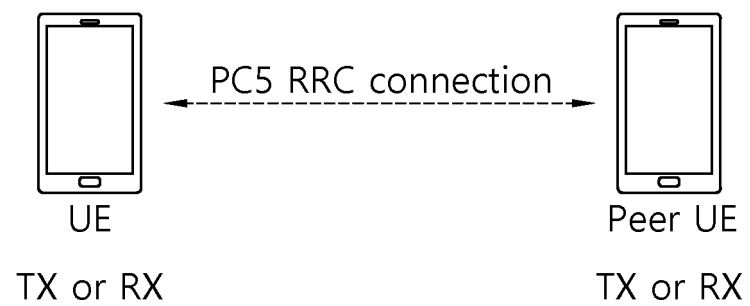 PC5 RRC connection
UE
Peer UE
TX or RX
TX or RX